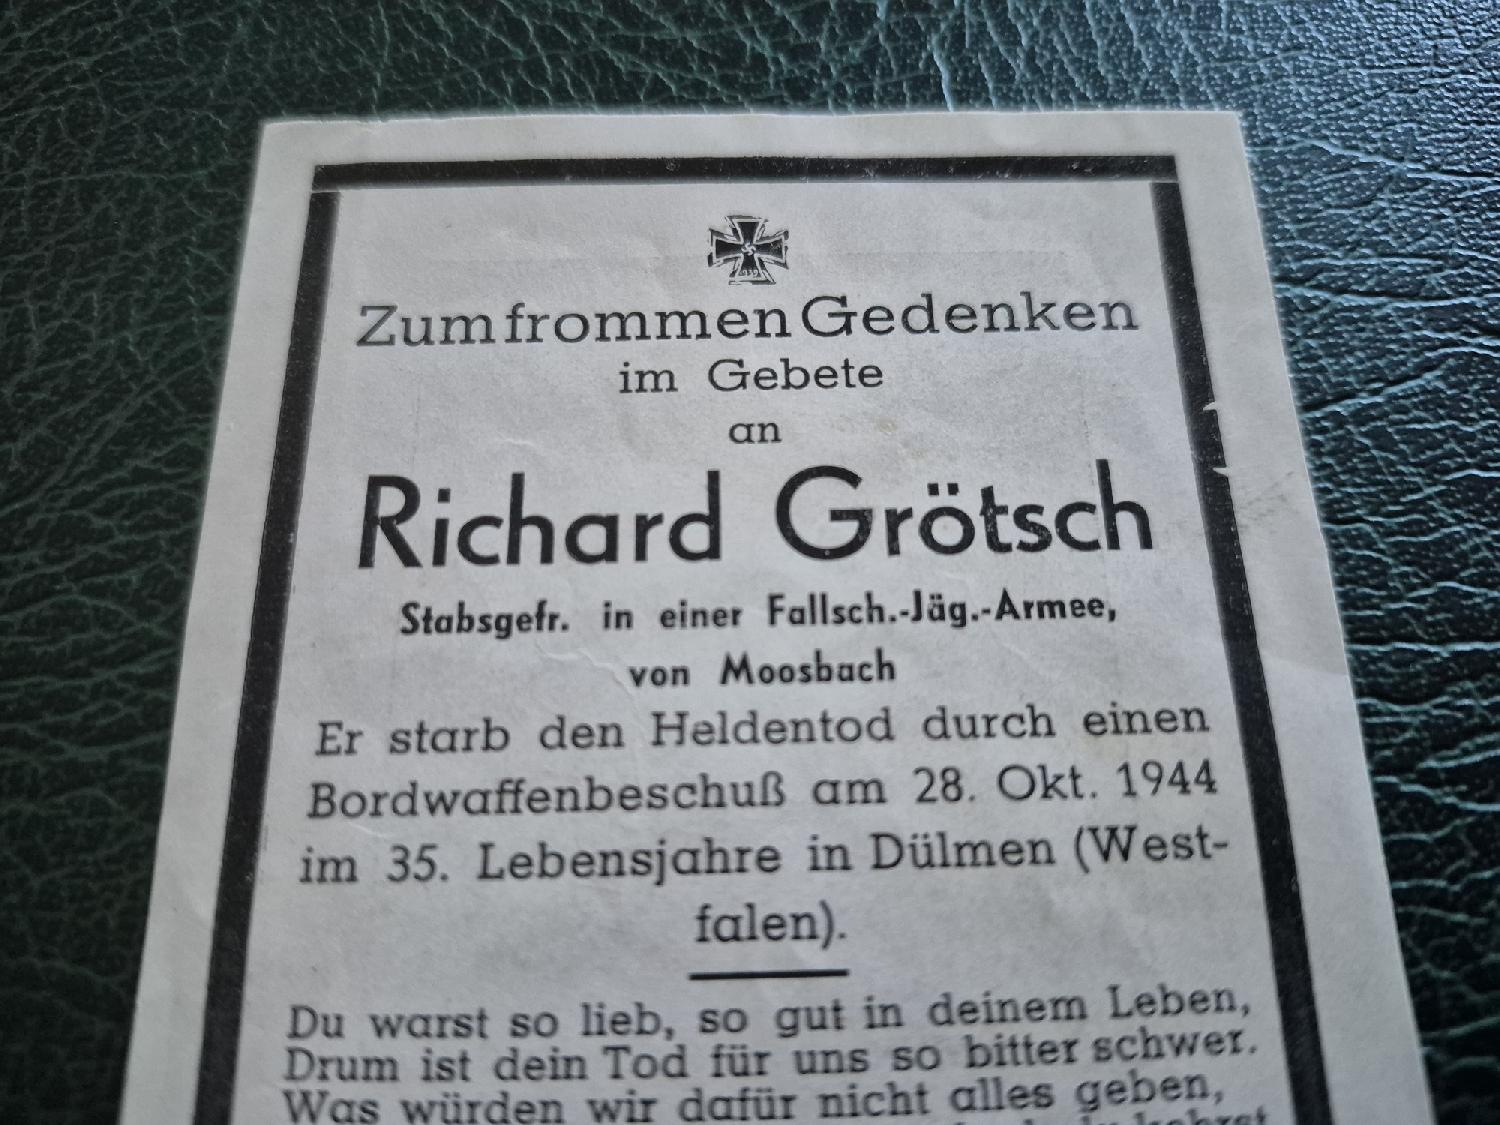 Zum frommen Gedenken
im Gebete
an
Richard Grötsch
Stabsgefr. in einer Fallsch.-Jäg.-Armee,
von Moosbach
Er starb den Heldentod durch einen
Bordwaffenbeschuß am 28. Okt. 1944
im 35. Lebensjahre in Dülmen (West-
falen).
Du warst so lieb, so gut in deinem Leben,
Drum ist dein Tod für uns so bitter schwer.
Was würden wir dafür nicht alles geben,